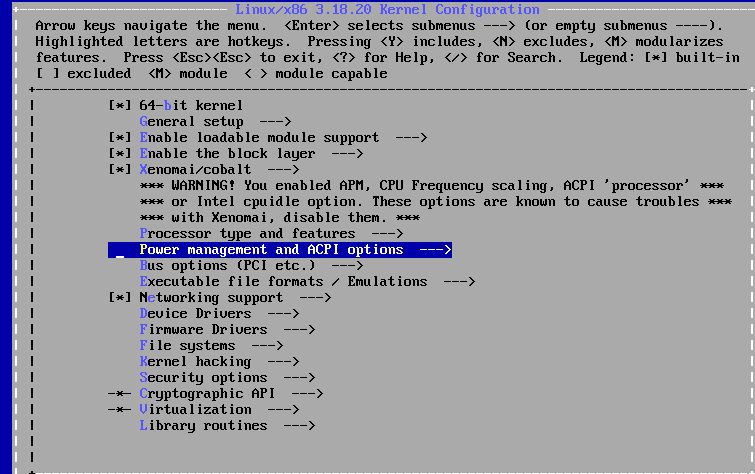 Linux/x86 3.18.20 Kernel Configuration
Arrow keys navigate the menu. <Enter> selects submenus ---> (or empty submenus ----).
Highlighted letters are hotkeys. Pressing <Y> includes, <N> excludes, <M> modularizes
features. Press <Esc><Esc> to exit, <?> for Help, </> for Search. Legend: [*] built-in
[ ] excluded <M> module < > module capable
[*] 64-bit kernel
General setup --->
[*] Enable loadable module support --->
[*] Enable the block layer --->
[*] Xenomai/cobalt --->
*** WARNING! You enabled APM, CPU Frequency scaling, ACPI 'processor' ***
*** or Intel cpuidle option. These options are known to cause troubles ***
*** with Xenomai, disable them. ***
Processor type and features --->
Power management and ACPI options --->
Bus options (PCI etc.) --->
Executable file formats / Emulations --->
[*] Networking support --->
Device Drivers --->
Firmware Drivers --->
File systems --->
Kernel hacking --->
Security options --->
-*- Cryptographic API --->
-*- Virtualization --->
Library routines --->